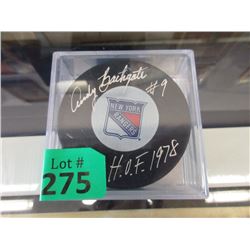 Andy Bathgate
#9
NEW YORK
RANGERS
H.O.F. 1978
Lot #
275